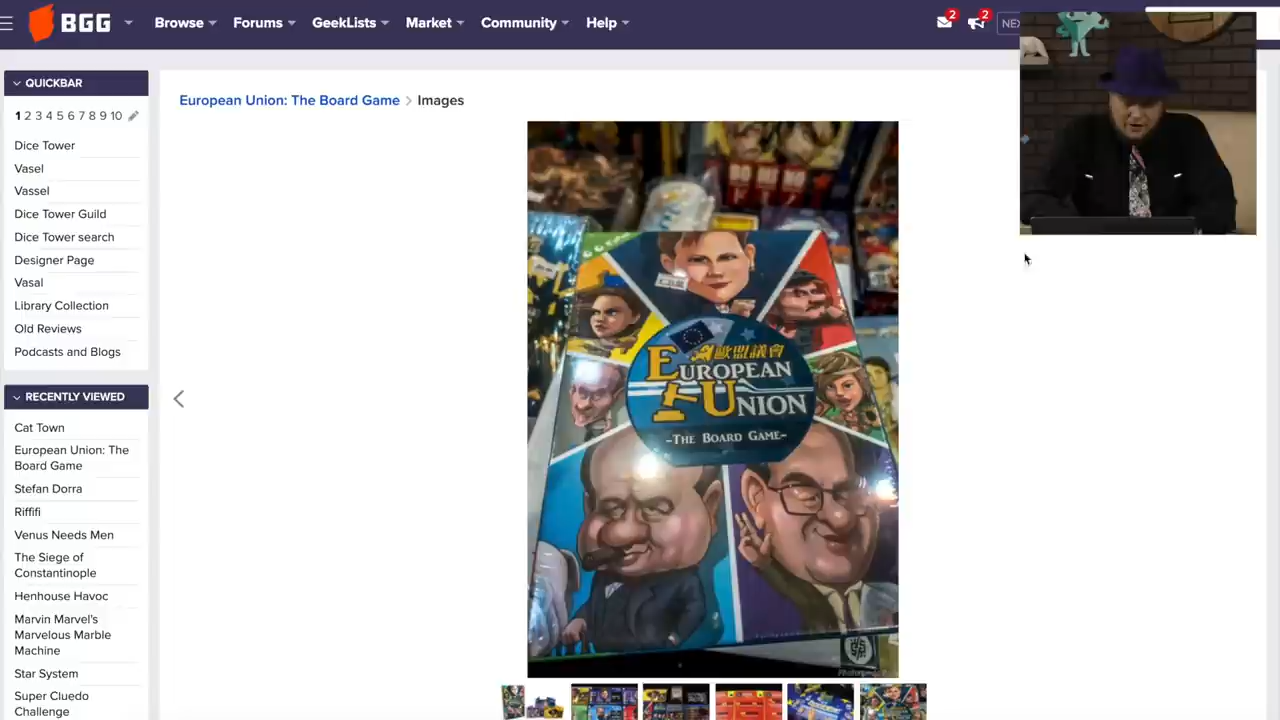 BGG
Browse
Forums
GeekLists
Market
Community
Help
2
2
NEX
QUICKBAR
1 2 3 4 5 6 7 8 9 10
Dice Tower
Vasel
Vassel
Dice Tower Guild
Dice Tower search
Designer Page
Vasal
Library Collection
Old Reviews
Podcasts and Blogs
RECENTLY VIEWED
Cat Town
European Union: The
Board Game
Stefan Dorra
Riffifi
Venus Needs Men
The Siege of
Constantinople
Henhouse Havoc
Marvin Marvel's
Marvelous Marble
Machine
Star System
Super Cluedo
Challenge
European Union: The Board Game > Images
歐盟議會
EUROPEAN
UNION
-THE BOARD GAME-